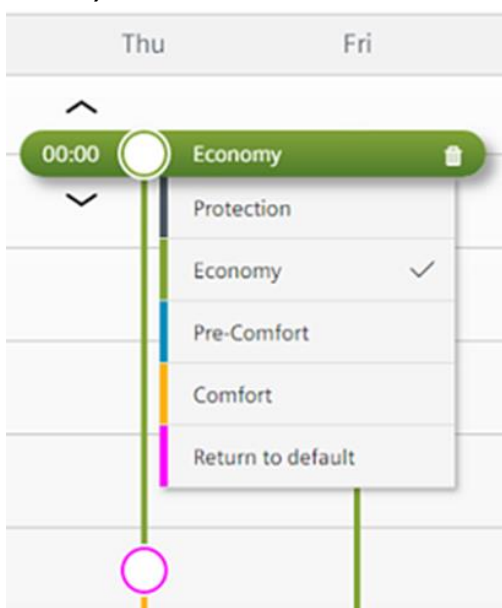 Thu Fri
00:00 Economy
Protection
Economy
Pre-Comfort
Comfort
Return to default